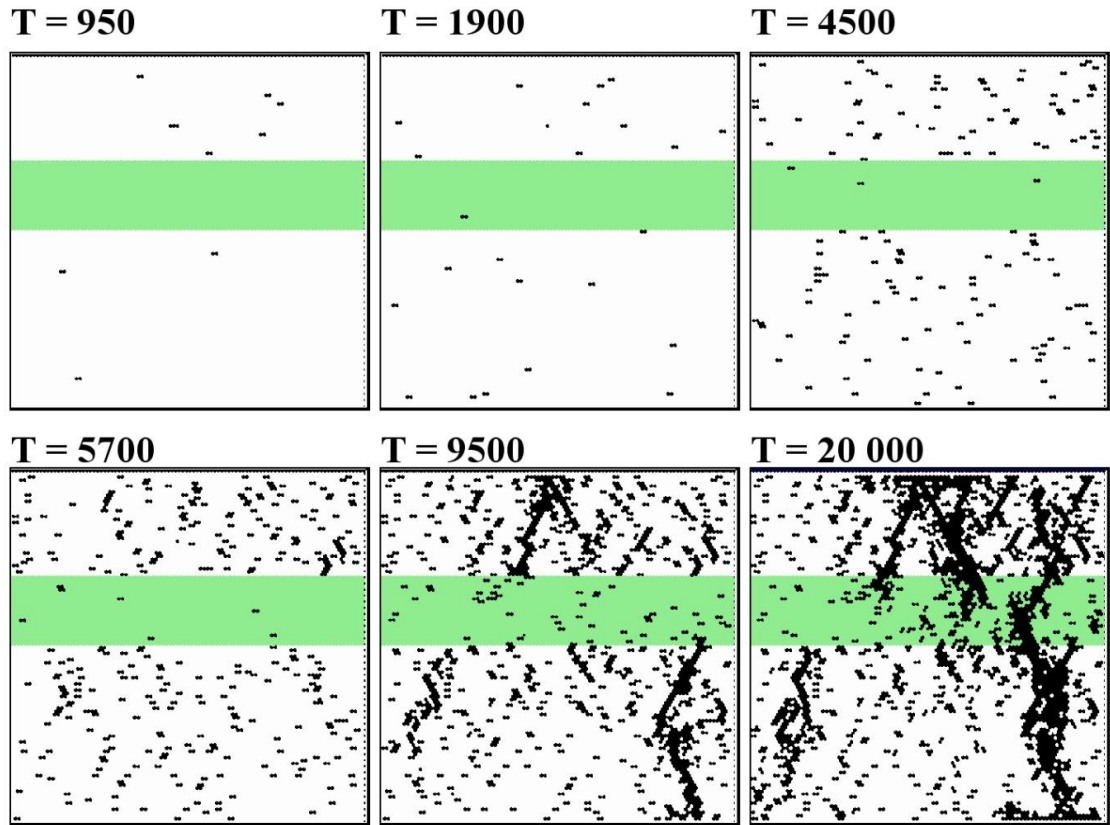 T = 950
T = 1900
T = 4500
T = 5700
T = 9500
T = 20 000